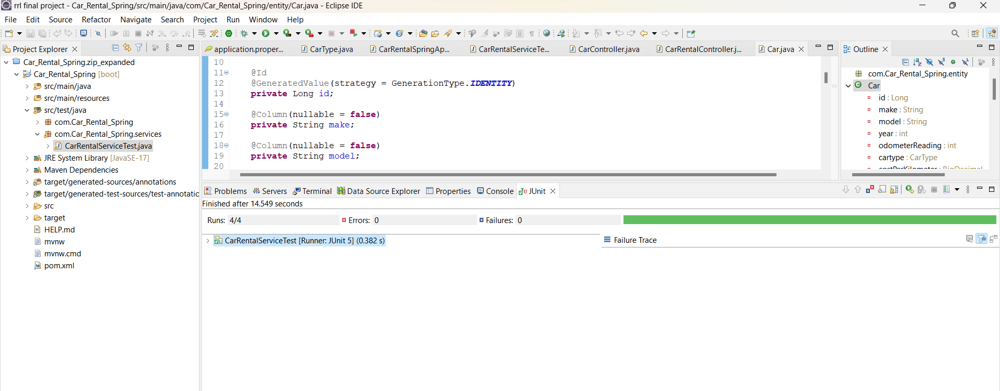 rrl final project - Car_Rental_Spring/src/main/java/com/Car_Rental_Spring/entity/Car.java - Eclipse IDE
File Edit Source Refactor Navigate Search Project Run Window Help
Project Explorer
Car_Rental_Spring.zip_expanded
Car_Rental_Spring [boot]
src/main/java
src/main/resources
src/test/java
com.Car_Rental_Spring
com.Car_Rental_Spring.services
CarRentalServiceTest.java
JRE System Library [JavaSE-17]
Maven Dependencies
target/generated-sources/annotations
target/generated-test-sources/test-annotatio
src
target
HELP.md
mvnw
mvnw.cmd
pom.xml
application.proper... CarType.java CarRentalSpringAp... CarRentalServiceTe... CarController.java CarRentalController.j... Car.java
10
11 @Id
12 @GeneratedValue(strategy = GenerationType.IDENTITY)
13 private Long id;
14
15 @Column(nullable = false)
16 private String make;
17
18 @Column(nullable = false)
19 private String model;
20
Outline
com.Car_Rental_Spring.entity
Car
id : Long
make : String
model : String
year : int
odometerReading : int
cartype : CarType
costPerKilometer : BigDecimal
Problems Servers Terminal Data Source Explorer Properties Console JUnit
Finished after 14.549 seconds
Runs: 4/4 Errors: 0 Failures: 0
CarRentalServiceTest [Runner: JUnit 5] (0.382 s)
Failure Trace